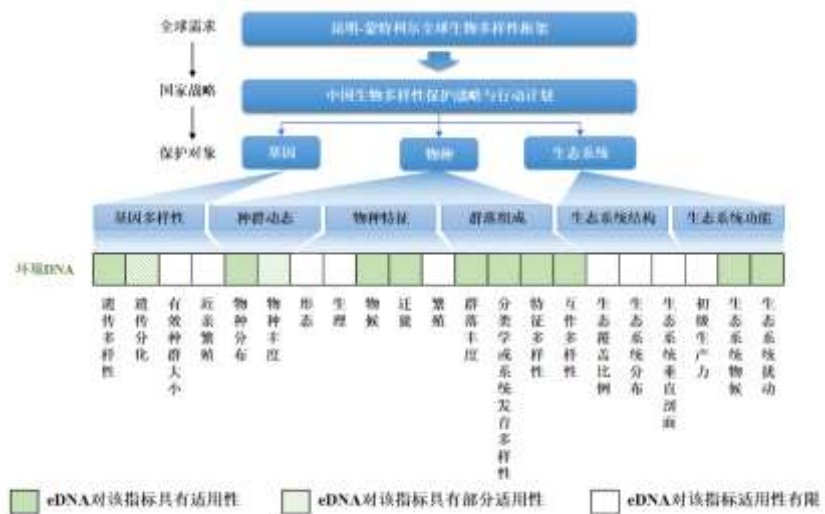 全球需求
昆明-蒙特利尔全球生物多样性框架
国家战略
中国生物多样性保护战略与行动计划
保护对象
基因
物种
生态系统
基因多样性
种群动态
物种特征
群落组成
生态系统结构
生态系统功能
环境DNA
遗传多样性
遗传分化
有效种群大小
近亲繁殖
物种分布
物种丰度
形态
生理
物候
迁徙
繁殖
群落丰度
分类学或系统发育多样性
特征多样性
互作多样性
生态覆盖比例
生态系统分布
生态系统垂直剖面
初级生产力
生态系统物候
生态系统扰动
eDNA对该指标具有适用性
eDNA对该指标具有部分适用性
eDNA对该指标适用性有限